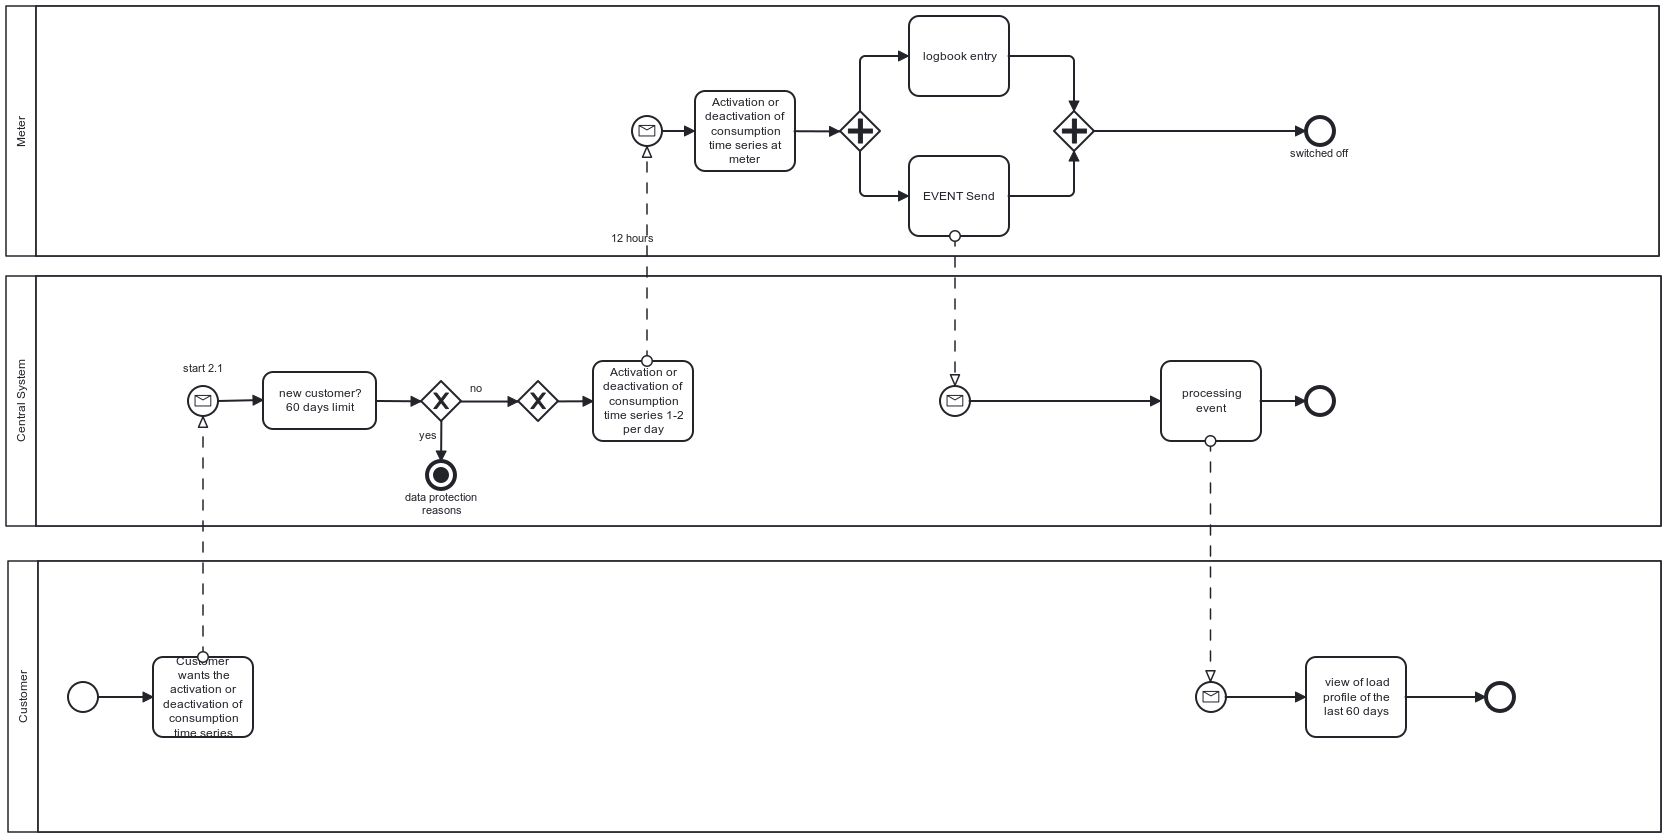 Meter
logbook entry
Activation or
deactivation of
consumption
time series at
meter
EVENT Send
switched off
12 hours
Central System
start 2.1
new customer?
60 days limit
no
yes
data protection
reasons
Activation or
deactivation of
consumption
time series 1-2
per day
processing
event
Customer
Customer
wants the
activation or
deactivation of
consumption
time series
view of load
profile of the
last 60 days